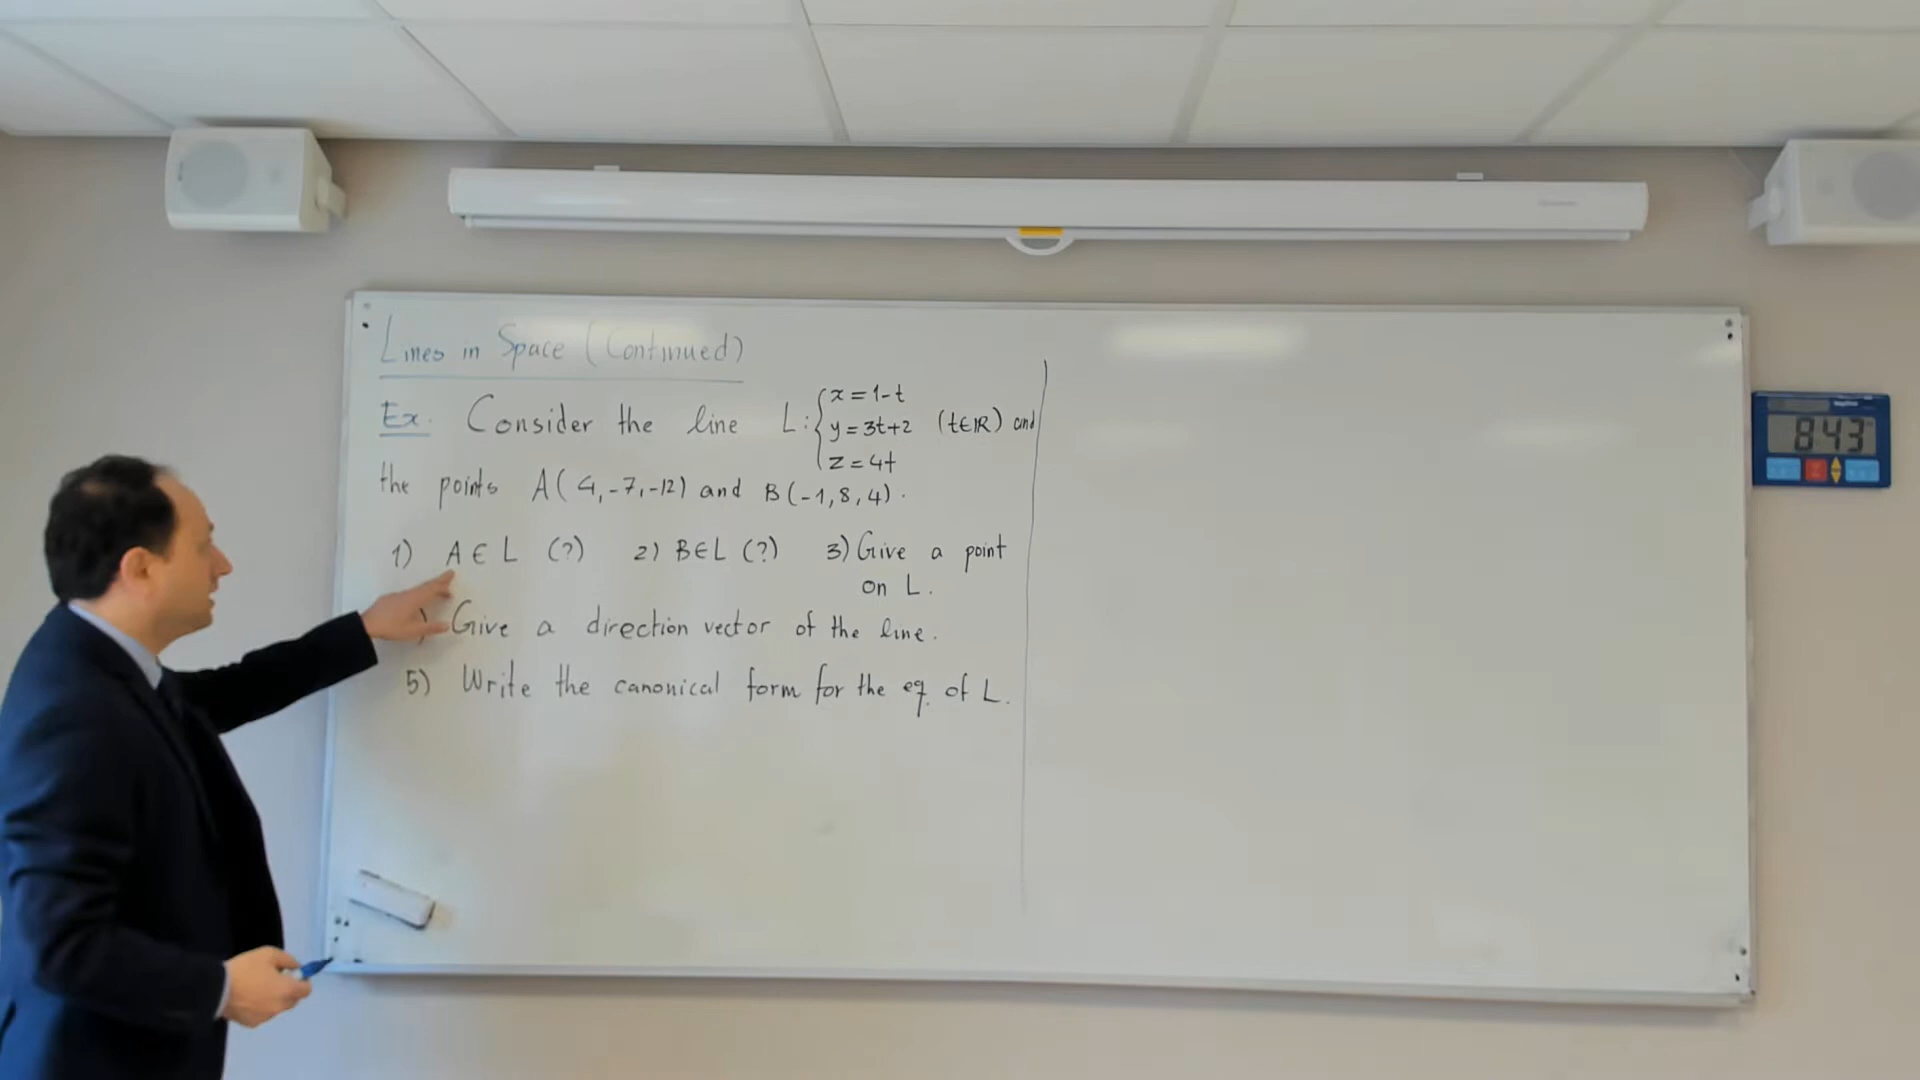 Lines in Space (Continued)
Ex. Consider the line L: { x = 1-t
y = 3t+2 (t∈ℝ) and
z = 4t
the points A(4,-7,-12) and B(-1,8,4).
1) A ∈ L (?) 2) B∈L (?) 3) Give a point
on L.
) Give a direction vector of the line.
5) Write the canonical form for the eq. of L.
843